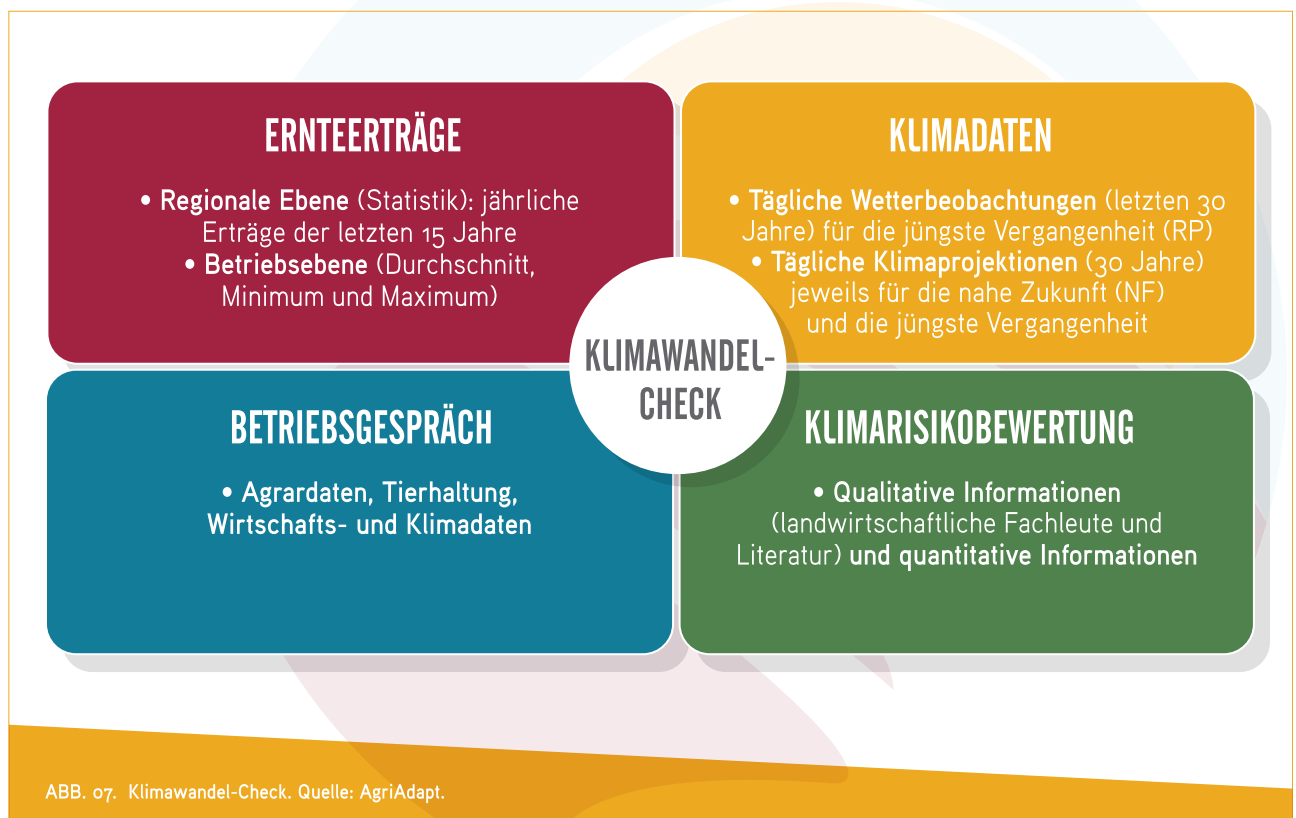 ERNTEERTRÄGE
• Regionale Ebene (Statistik): jährliche
Erträge der letzten 15 Jahre
• Betriebsebene (Durchschnitt,
Minimum und Maximum)
KLIMADATEN
• Tägliche Wetterbeobachtungen (letzten 30
Jahre) für die jüngste Vergangenheit (RP)
• Tägliche Klimaprojektionen (30 Jahre)
jeweils für die nahe Zukunft (NF)
und die jüngste Vergangenheit
KLIMAWANDEL-
CHECK
BETRIEBSGESPRÄCH
• Agrardaten, Tierhaltung,
Wirtschafts- und Klimadaten
KLIMARISIKOBEWERTUNG
• Qualitative Informationen
(landwirtschaftliche Fachleute und
Literatur) und quantitative Informationen
ABB. 07. Klimawandel-Check. Quelle: AgriAdapt.